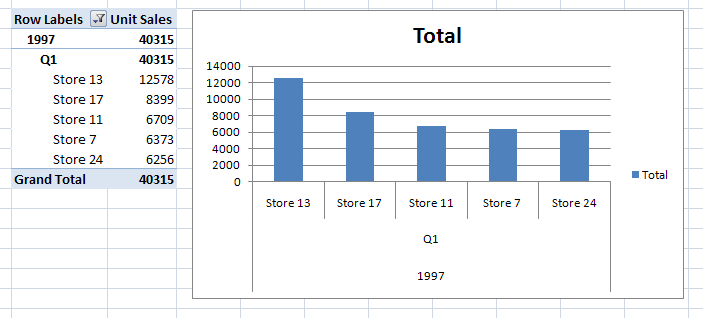 Row Labels Unit Sales
1997 40315
Q1 40315
Store 13 12578
Store 17 8399
Store 11 6709
Store 7 6373
Store 24 6256
Grand Total 40315
Total
14000
12000
10000
8000
6000
4000
2000
0
Store 13 Store 17 Store 11 Store 7 Store 24
Q1
1997
Total